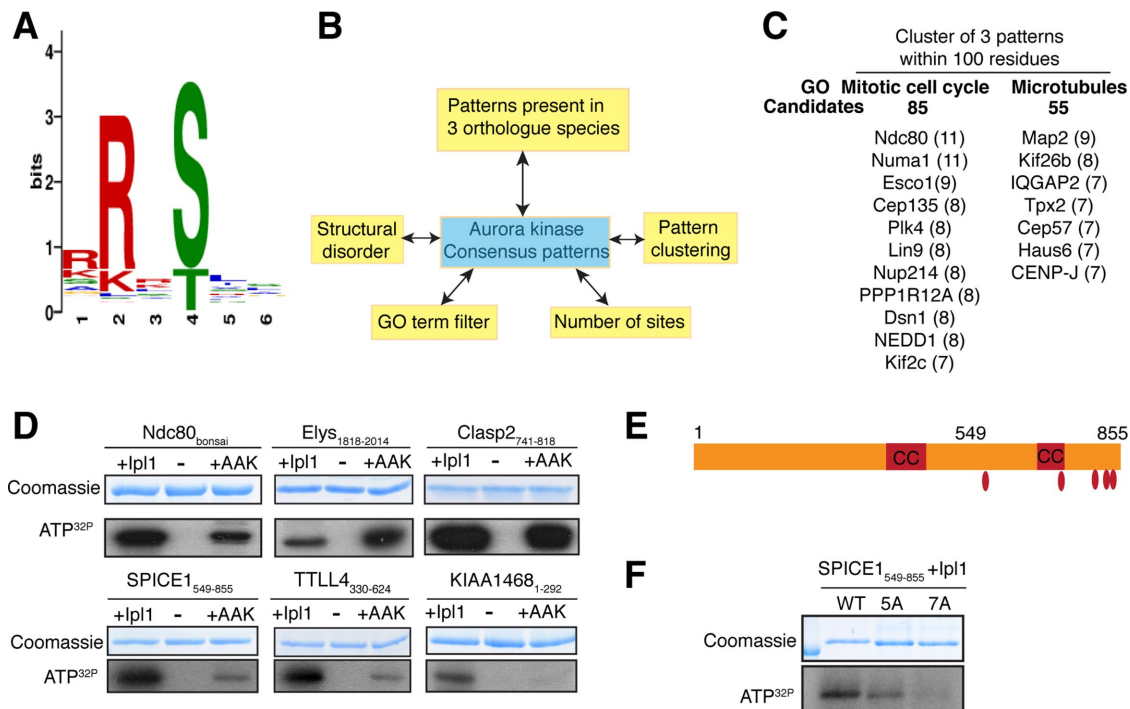 A
bits
4
3
2
1
0
R
K
R
K
R
S
T
1 2 3 4 5 6
B
Patterns present in
3 orthologue species
Structural
disorder
Aurora kinase
Consensus patterns
Pattern
clustering
GO term filter
Number of sites
C
Cluster of 3 patterns
within 100 residues
GO Mitotic cell cycle Microtubules
Candidates 85 55
Ndc80 (11) Map2 (9)
Numa1 (11) Kif26b (8)
Esco1(9) IQGAP2 (7)
Cep135 (8) Tpx2 (7)
Plk4 (8) Cep57 (7)
Lin9 (8) Haus6 (7)
Nup214 (8) CENP-J (7)
PPP1R12A (8)
Dsn1 (8)
NEDD1 (8)
Kif2c (7)
D
Ndc80bonsai Elys1818-2014 Clasp2741-818
+Ipl1 - +AAK +Ipl1 - +AAK +Ipl1 - +AAK
Coomassie
ATP32P
SPICE1549-855 TTLL4330-624 KIAA14681-292
+Ipl1 - +AAK +Ipl1 - +AAK +Ipl1 - +AAK
Coomassie
ATP32P
E
1 549 855
CC CC
F
SPICE1549-855 +Ipl1
WT 5A 7A
Coomassie
ATP32P